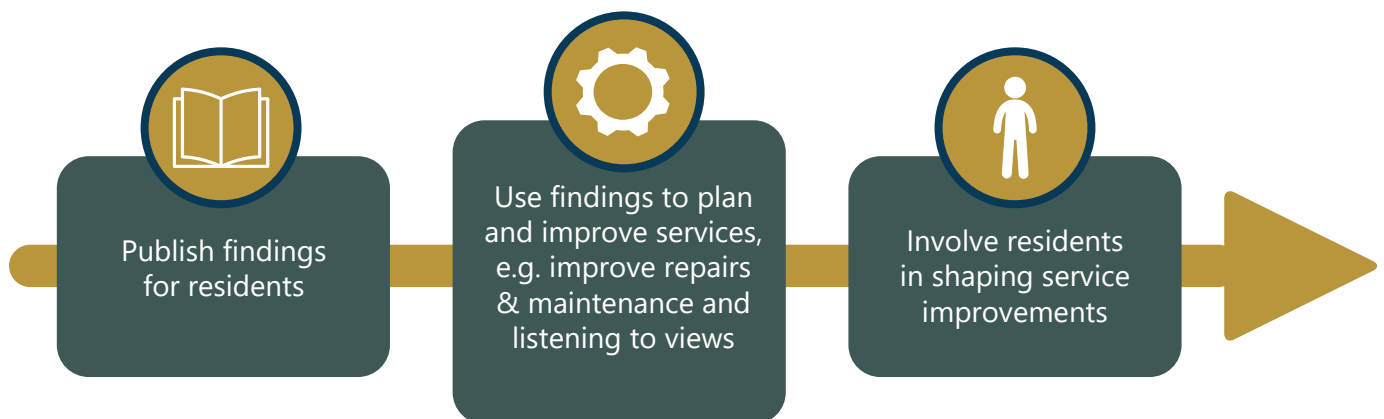 Publish findings
for residents
Use findings to plan
and improve services,
e.g. improve repairs
& maintenance and
listening to views
Involve residents
in shaping service
improvements